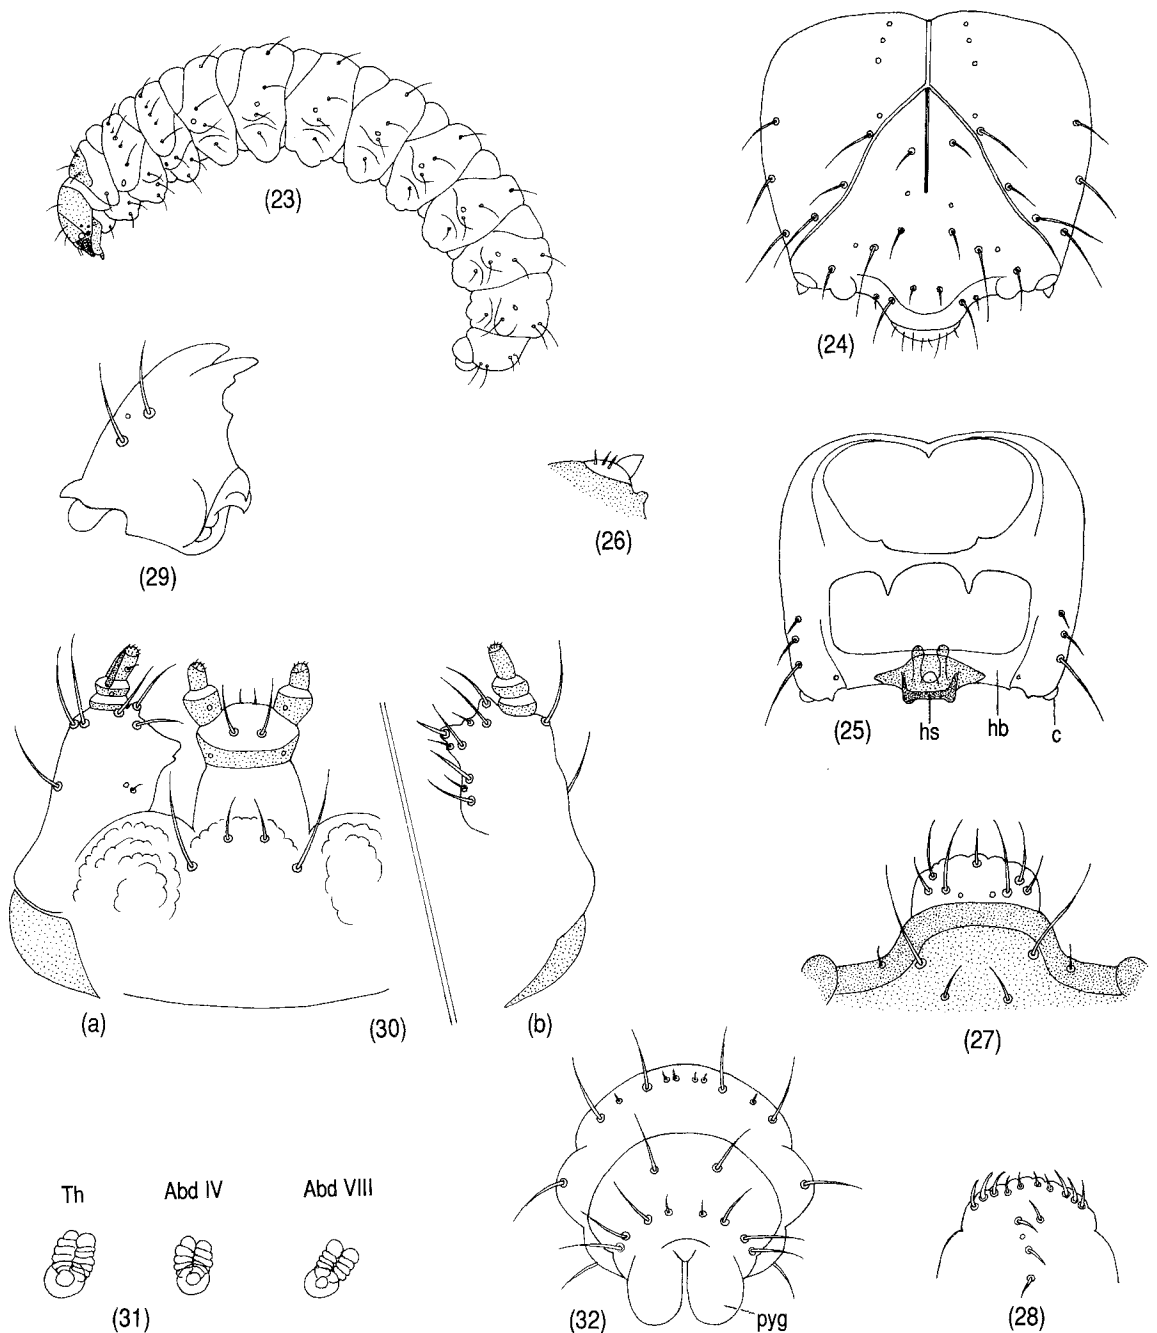 (23)
(24)
(29)
(26)
(25)
hs
hb
c
(a)
(30)
(b)
(27)
Th
Abd IV
Abd VIII
(31)
(32)
pyg
(28)